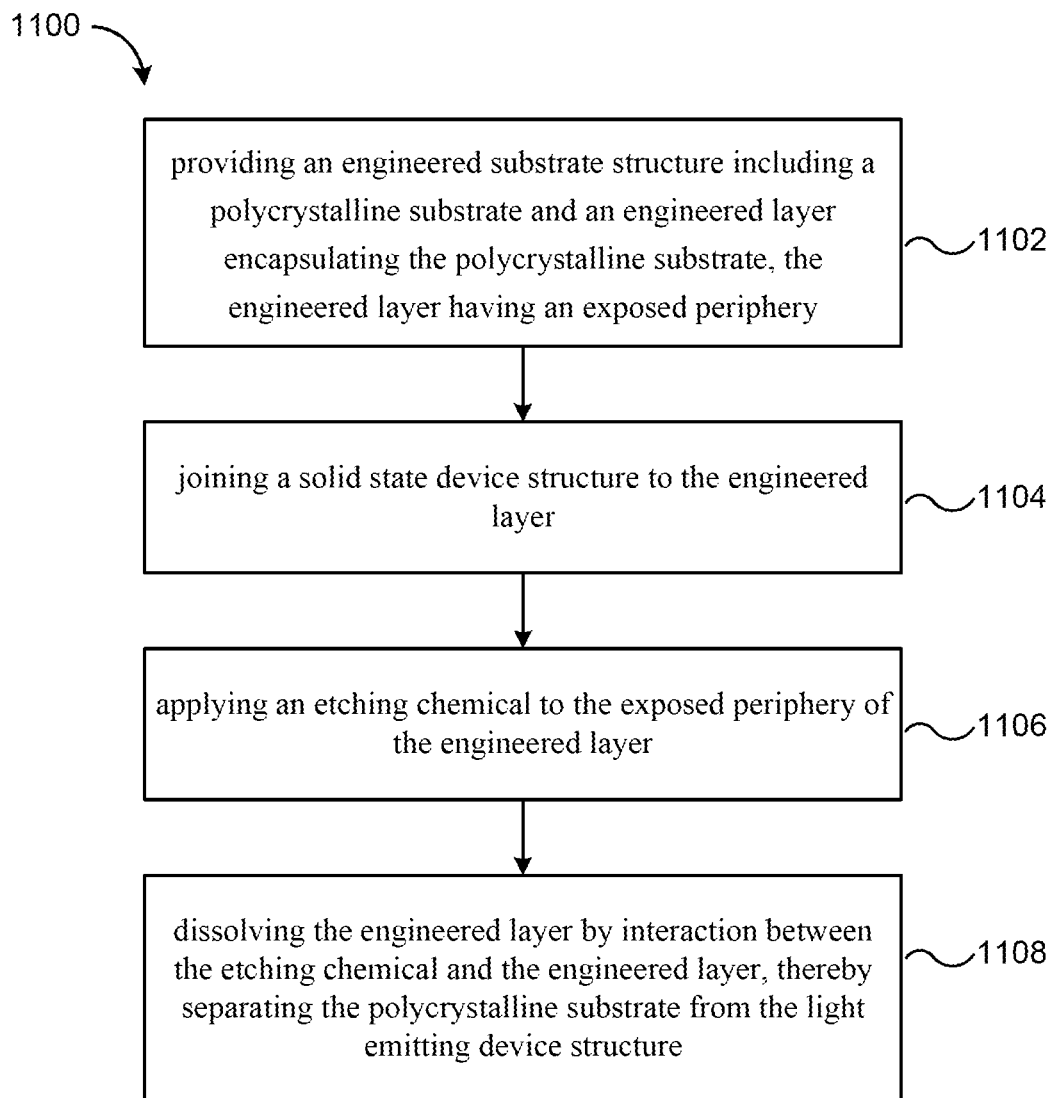 1100
providing an engineered substrate structure including a
polycrystalline substrate and an engineered layer
encapsulating the polycrystalline substrate, the
engineered layer having an exposed periphery
1102
joining a solid state device structure to the engineered
layer
1104
applying an etching chemical to the exposed periphery of
the engineered layer
1106
dissolving the engineered layer by interaction between
the etching chemical and the engineered layer, thereby
separating the polycrystalline substrate from the light
emitting device structure
1108